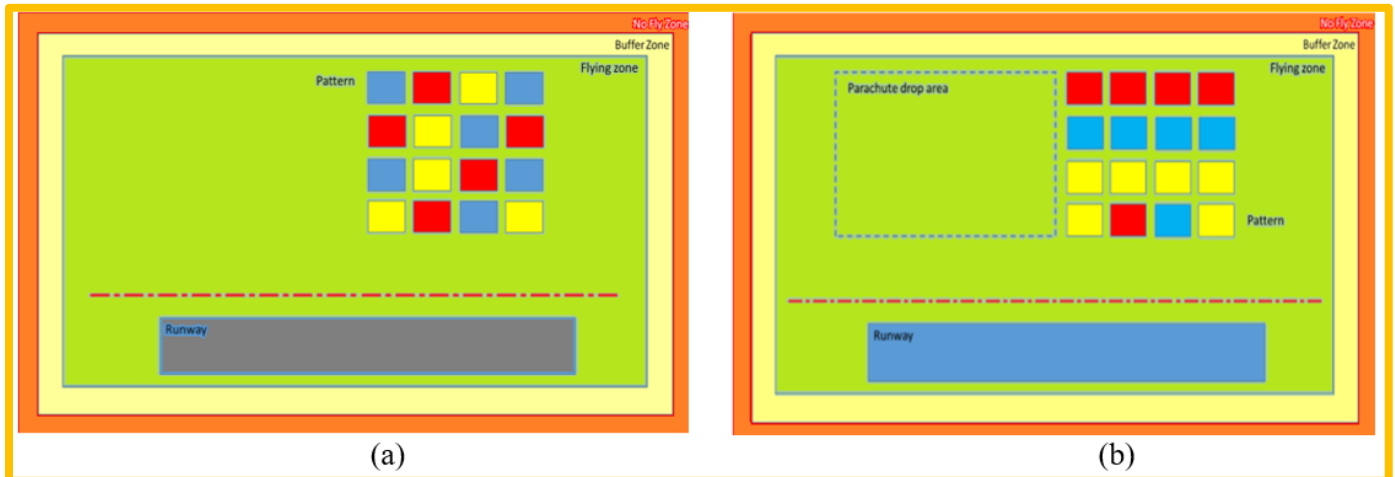 No Fly Zone
Buffer Zone
Flying zone
Pattern
Runway
(a)
No Fly Zone
Buffer Zone
Flying zone
Parachute drop area
Pattern
Runway
(b)